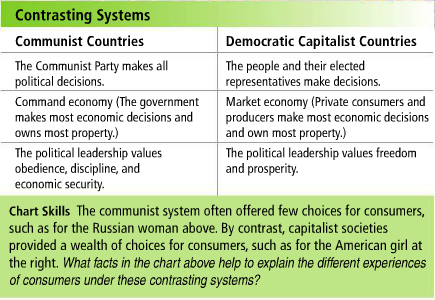 Contrasting Systems
Communist Countries
Democratic Capitalist Countries
The Communist Party makes all
political decisions.
The people and their elected
representatives make decisions.
Command economy (The government
makes most economic decisions and
owns most property.)
Market economy (Private consumers and
producers make most economic decisions
and own most property.)
The political leadership values
obedience, discipline, and
economic security.
The political leadership values freedom
and prosperity.
Chart Skills The communist system often offered few choices for consumers,
such as for the Russian woman above. By contrast, capitalist societies
provided a wealth of choices for consumers, such as for the American girl at
the right. What facts in the chart above help to explain the different experiences
of consumers under these contrasting systems?